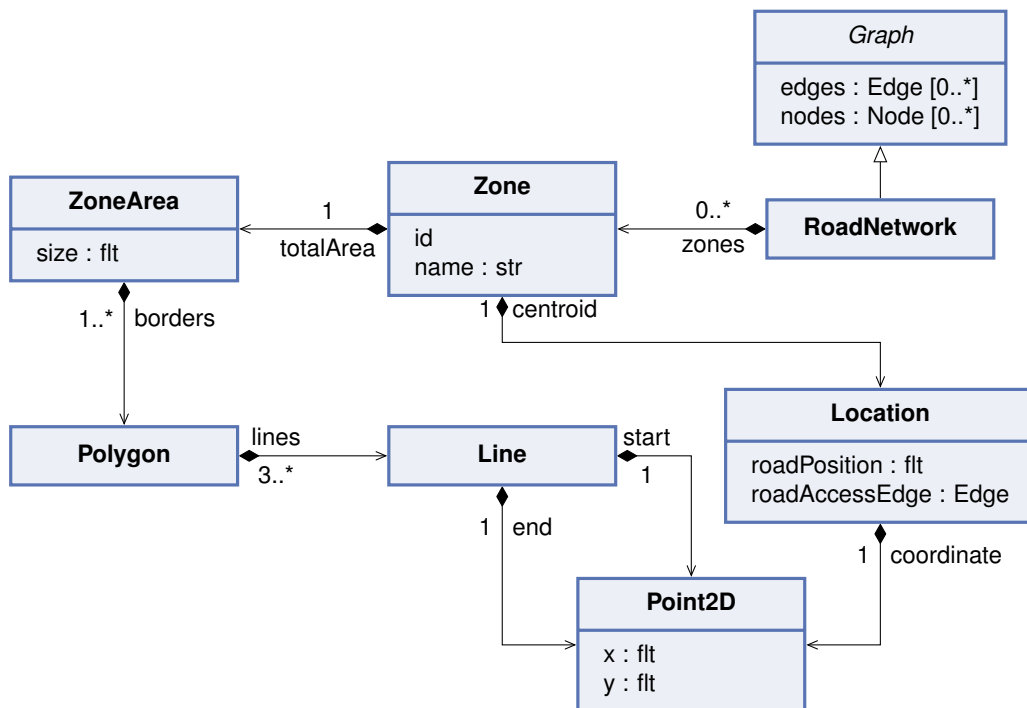 Graph
edges : Edge [0..*]
nodes : Node [0..*]
ZoneArea
size : flt
1
totalArea
Zone
id
name : str
0..*
zones
RoadNetwork
1..*
borders
1
centroid
Polygon
lines
3..*
Line
start
1
Location
roadPosition : flt
roadAccessEdge : Edge
1
end
1
coordinate
Point2D
x : flt
y : flt